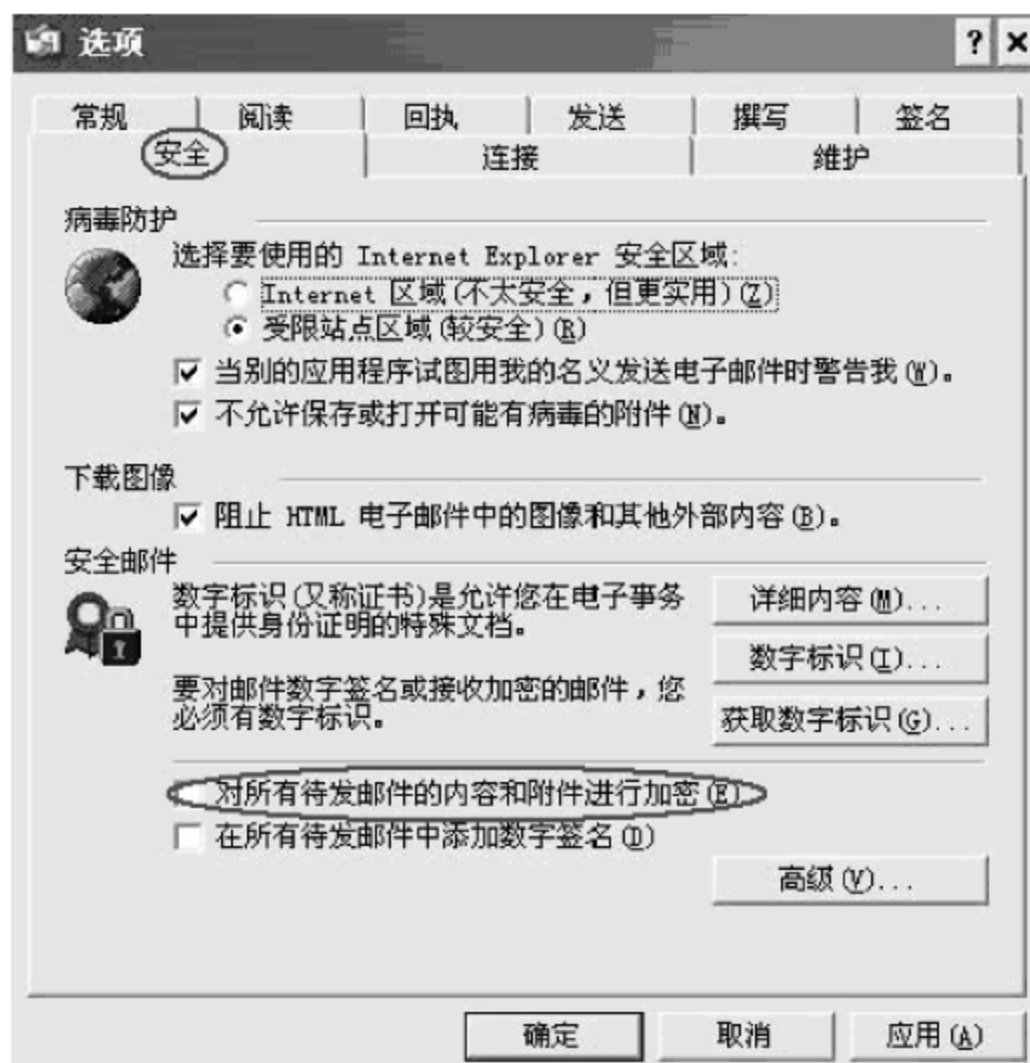 选项
常规 阅读 回执 发送 撰写 签名
安全 连接 维护
病毒防护
选择要使用的 Internet Explorer 安全区域:
Internet 区域(不太安全，但更实用)(Z)
受限站点区域(较安全)(R)
当别的应用程序试图用我的名义发送电子邮件时警告我(W)。
不允许保存或打开可能有病毒的附件(N)。
下载图像
阻止 HTML 电子邮件中的图像和其他外部内容(B)。
安全邮件
数字标识(又称证书)是允许您在电子事务
中提供身份证明的特殊文档。
详细内容(M)...
数字标识(I)...
要对邮件数字签名或接收加密的邮件，您
必须有数字标识。
获取数字标识(G)...
对所有待发邮件的内容和附件进行加密(E)
在所有待发邮件中添加数字签名(D)
高级(V)...
确定 取消 应用(A)